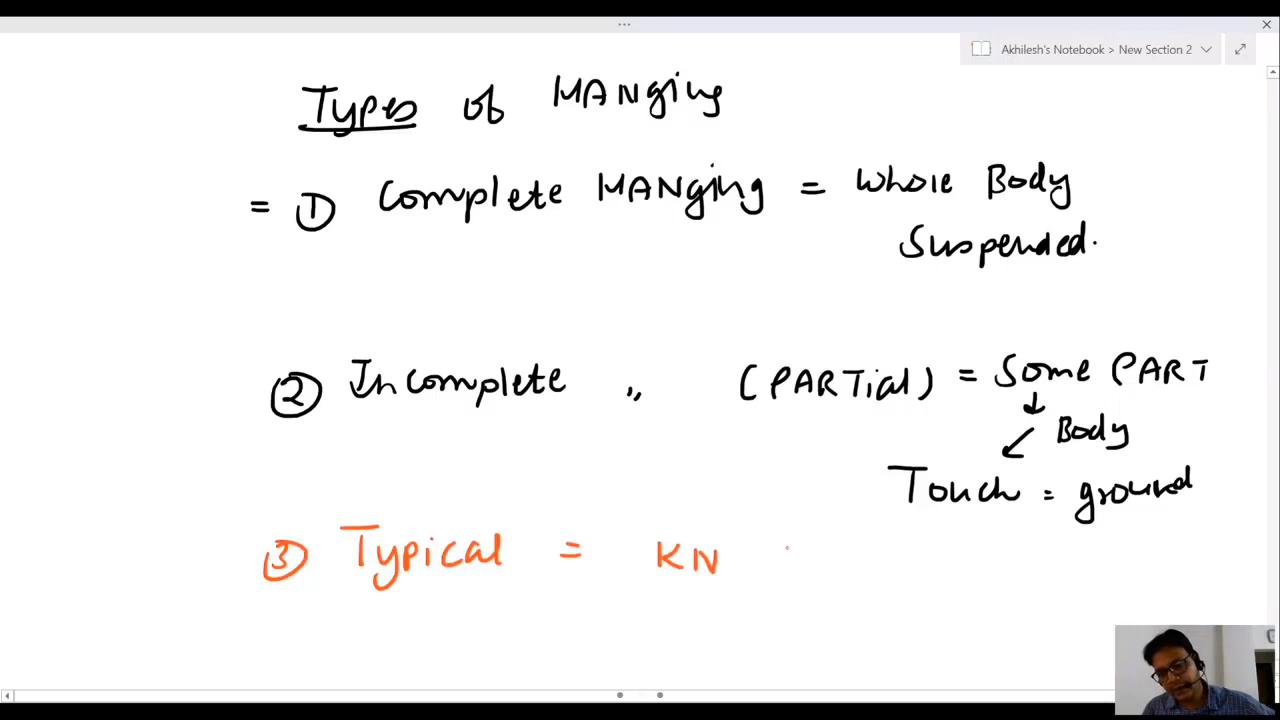 Akhilesh's Notebook > New Section 2
Types of HANging
= ① Complete HANging = Whole Body
Suspended.
② Incomplete ,, (PARTial) = Some PART
↓
Body
Touch = ground
③ Typical = KN